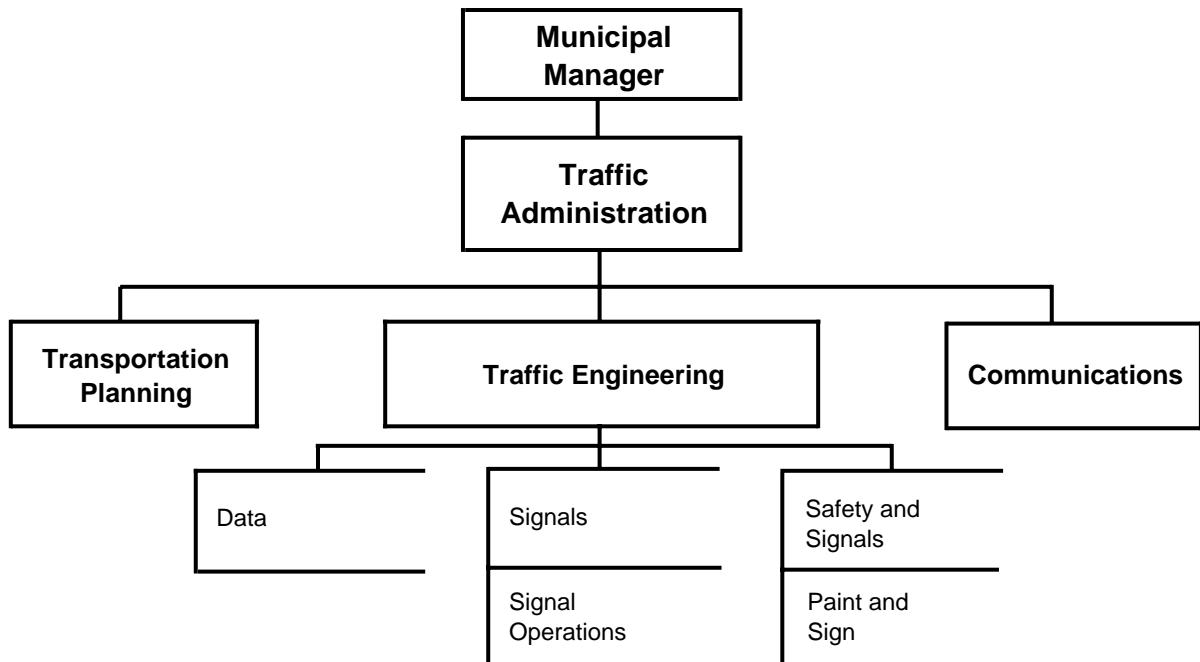 Municipal
Manager
Traffic
Administration
Transportation
Planning
Traffic Engineering
Communications
Data
Signals
Safety and
Signals
Signal
Operations
Paint and
Sign